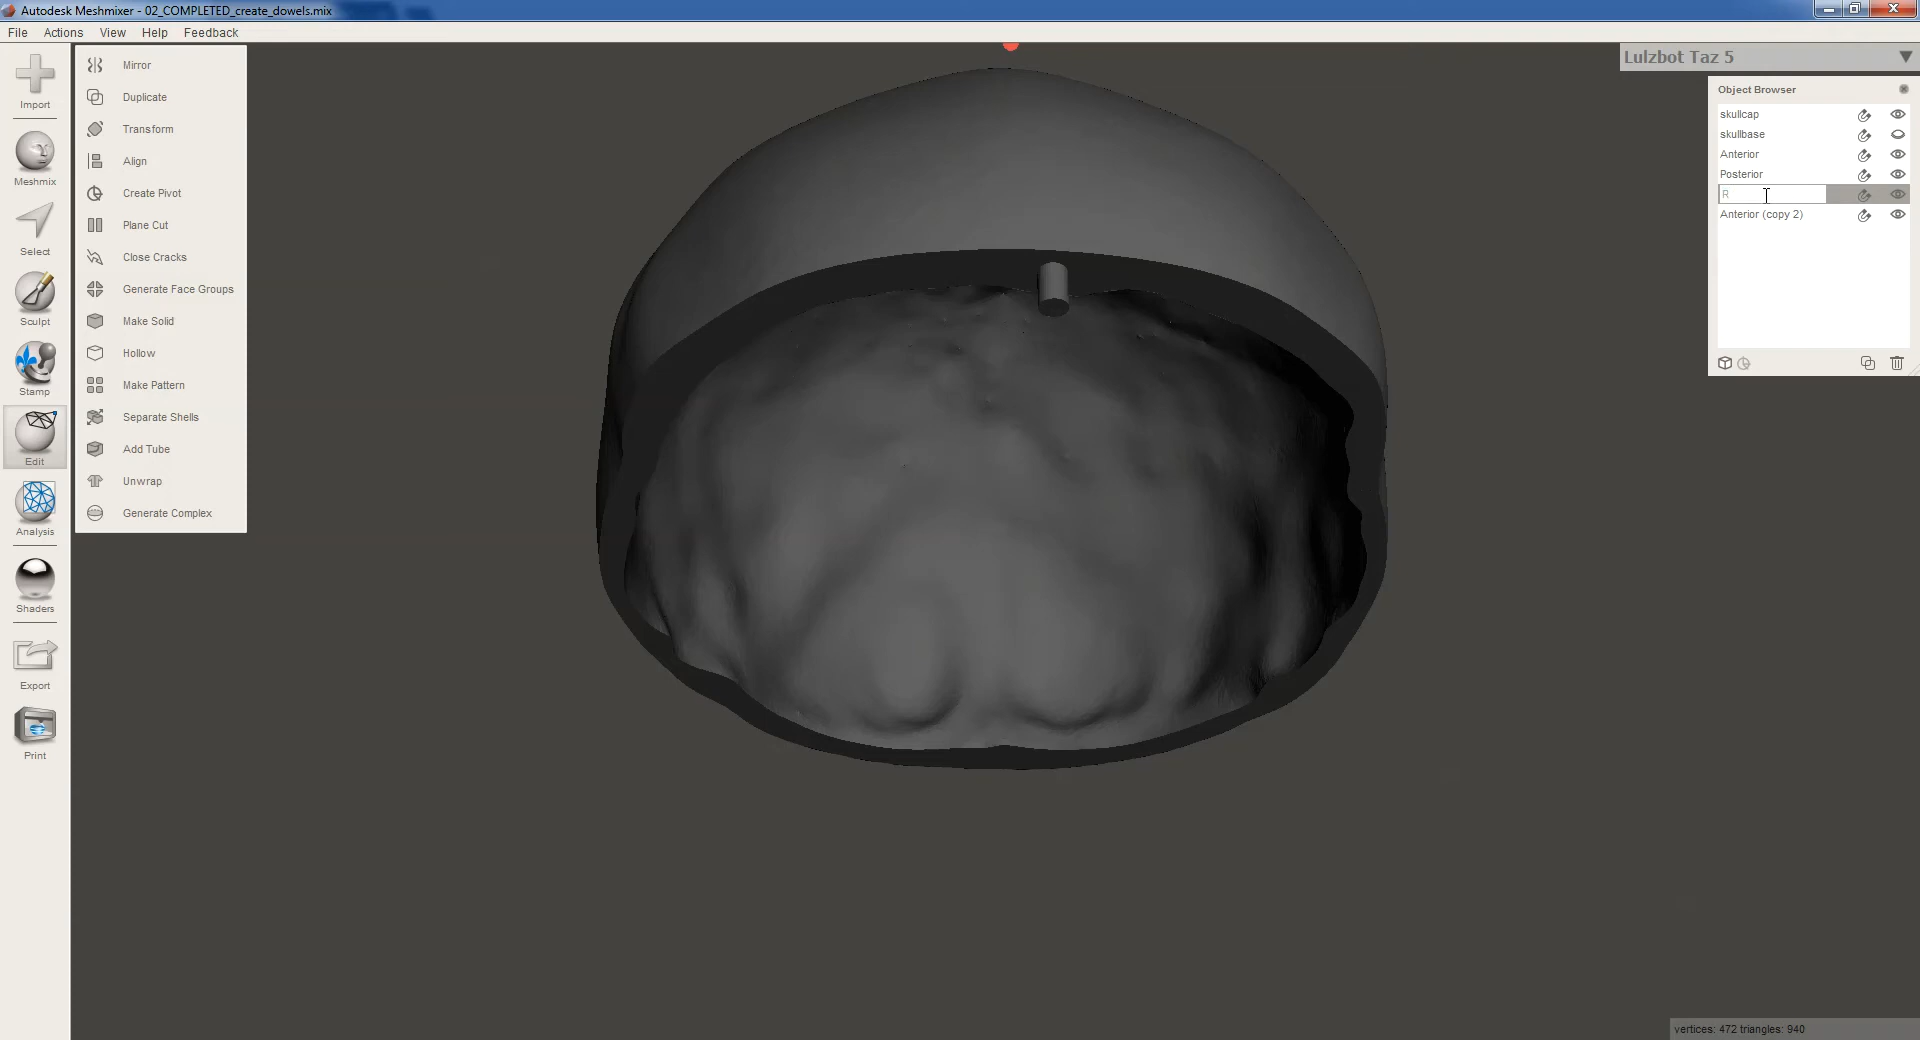 Autodesk Meshmixer - 02_COMPLETED_create_dowels.mix
File Actions View Help Feedback
Import
Meshmix
Select
Sculpt
Stamp
Edit
Analysis
Shaders
Export
Print
Mirror
Duplicate
Transform
Align
Create Pivot
Plane Cut
Close Cracks
Generate Face Groups
Make Solid
Hollow
Make Pattern
Separate Shells
Add Tube
Unwrap
Generate Complex
Lulzbot Taz 5
Object Browser
skullcap
skullbase
Anterior
Posterior
R
Anterior (copy 2)
vertices: 472 triangles: 940